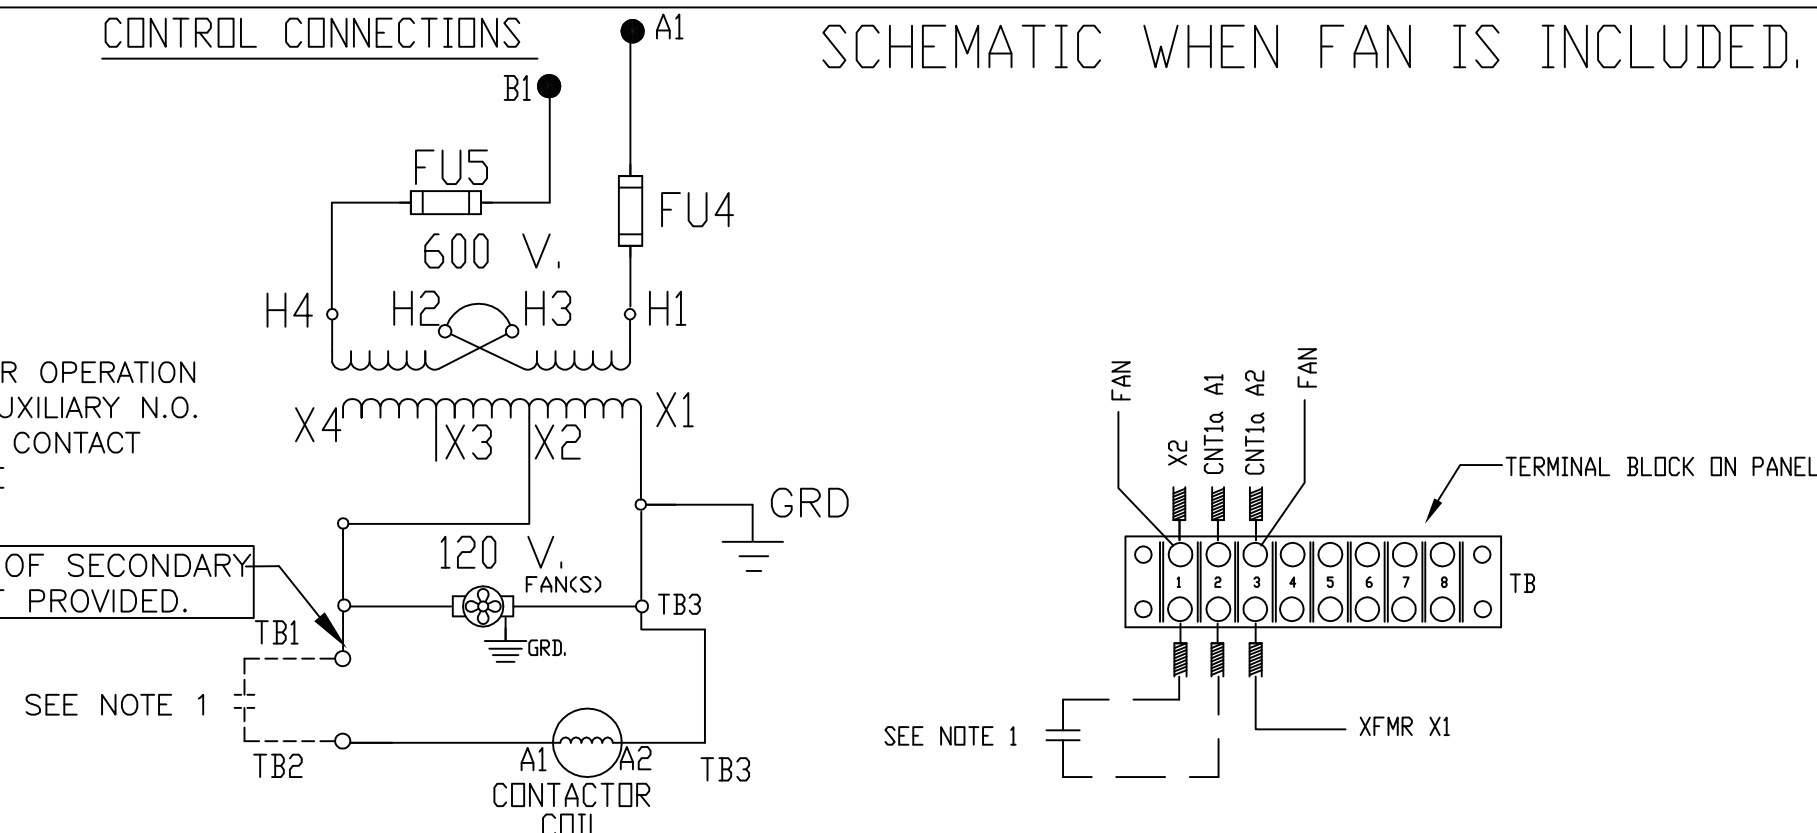 CONTROL CONNECTIONS
SCHEMATIC WHEN FAN IS INCLUDED.
A1
B1
FU5
FU4
600 V.
H4
H2
H3
H1
R OPERATION
UXILIARY N.O.
CONTACT
X4
X3
X2
X1
GRD
OF SECONDARY
PROVIDED.
120 V.
FAN(S)
TB3
GRD.
TB1
SEE NOTE 1
TB2
A1
A2
TB3
CONTACTOR
COIL
FAN
X2
CNT1a A1
CNT1a A2
FAN
TERMINAL BLOCK ON PANEL
1 2 3 4 5 6 7 8
TB
SEE NOTE 1
XFMR X1